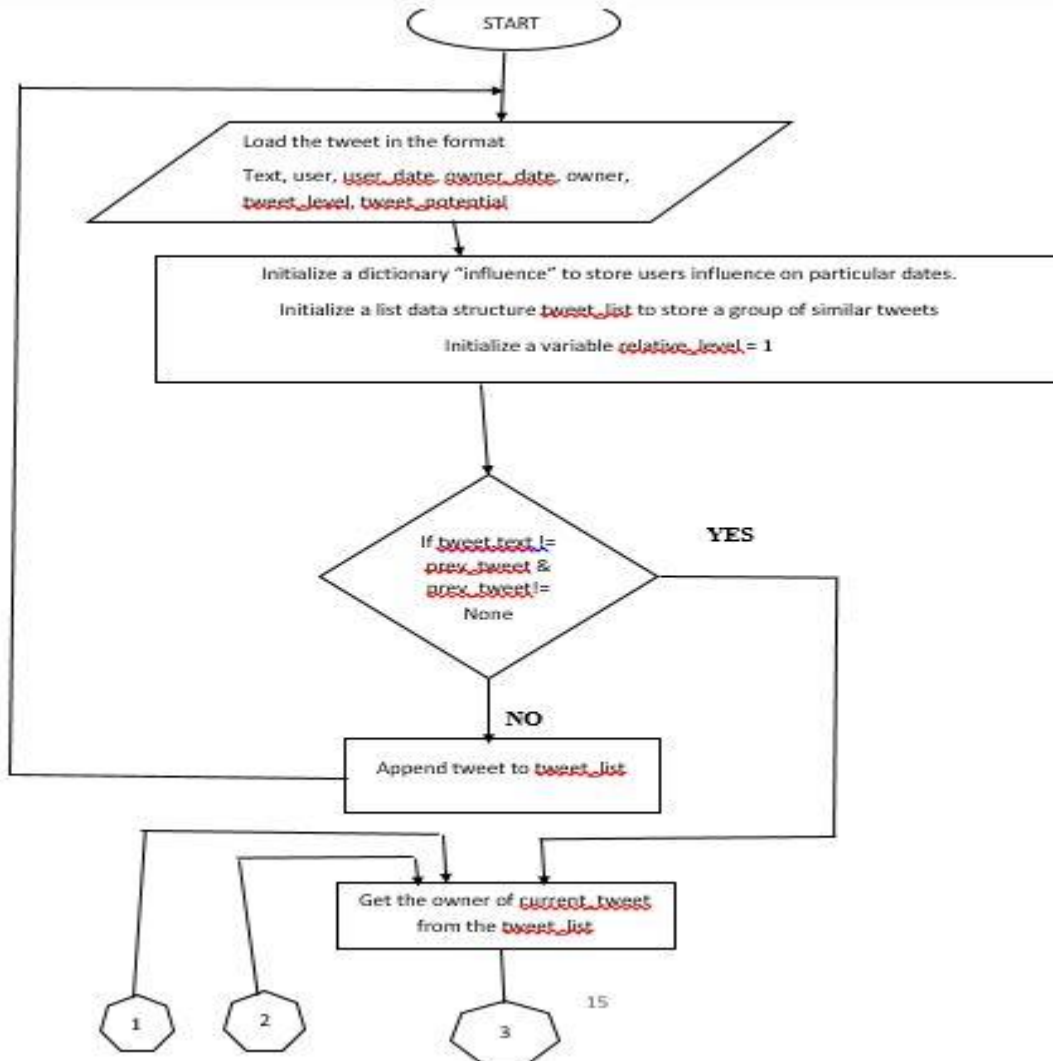 START
Load the tweet in the format
Text, user, user_date, owner_date, owner,
tweet_level, tweet_potential
Initialize a dictionary “influence” to store users influence on particular dates.
Initialize a list data structure tweet_list to store a group of similar tweets
Initialize a variable relative_level = 1
If tweet.text !=
prev_tweet &
prev_tweet!=
None
YES
NO
Append tweet to tweet_list
Get the owner of current_tweet
from the tweet_list
1
2
3
15